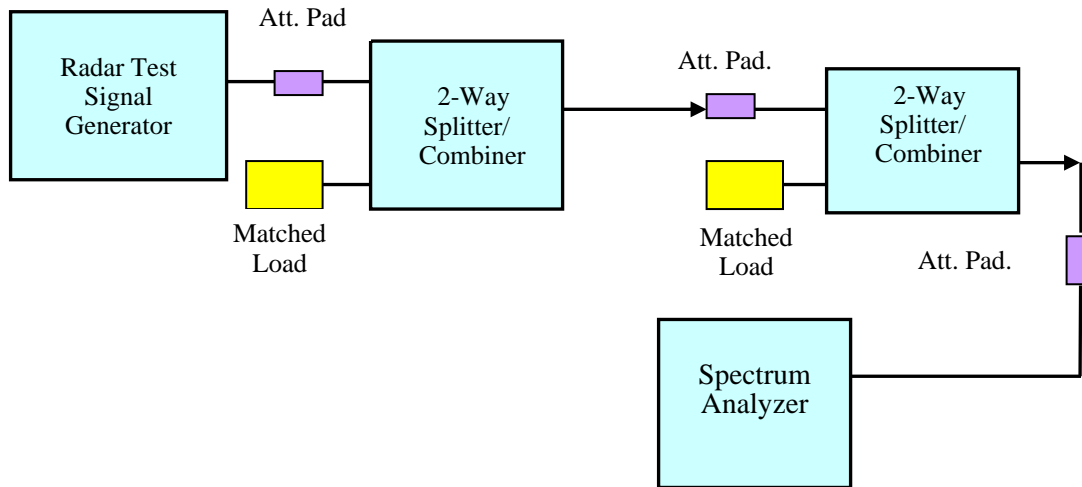 Att. Pad
Radar Test
Signal
Generator
2-Way
Splitter/
Combiner
Matched
Load
Att. Pad.
2-Way
Splitter/
Combiner
Matched
Load
Att. Pad.
Spectrum
Analyzer